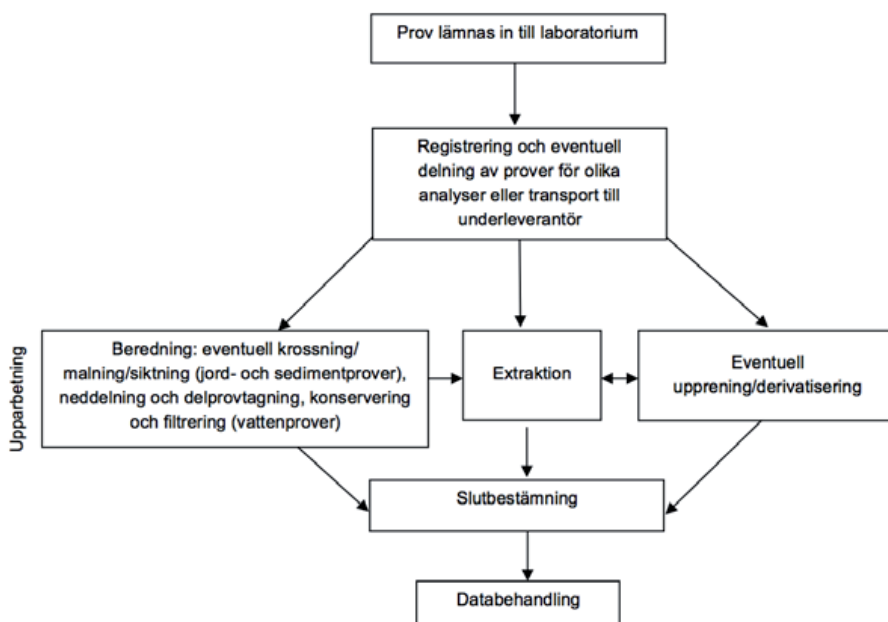 Prov lämnas in till laboratorium
Registrering och eventuell
delning av prover för olika
analyser eller transport till
underleverantör
Upparbetning
Beredning: eventuell krossning/
malning/siktning (jord- och sedimentprover),
neddelning och delprovtagning, konservering
och filtrering (vattenprover)
Extraktion
Eventuell
upprening/derivatisering
Slutbestämning
Databehandling